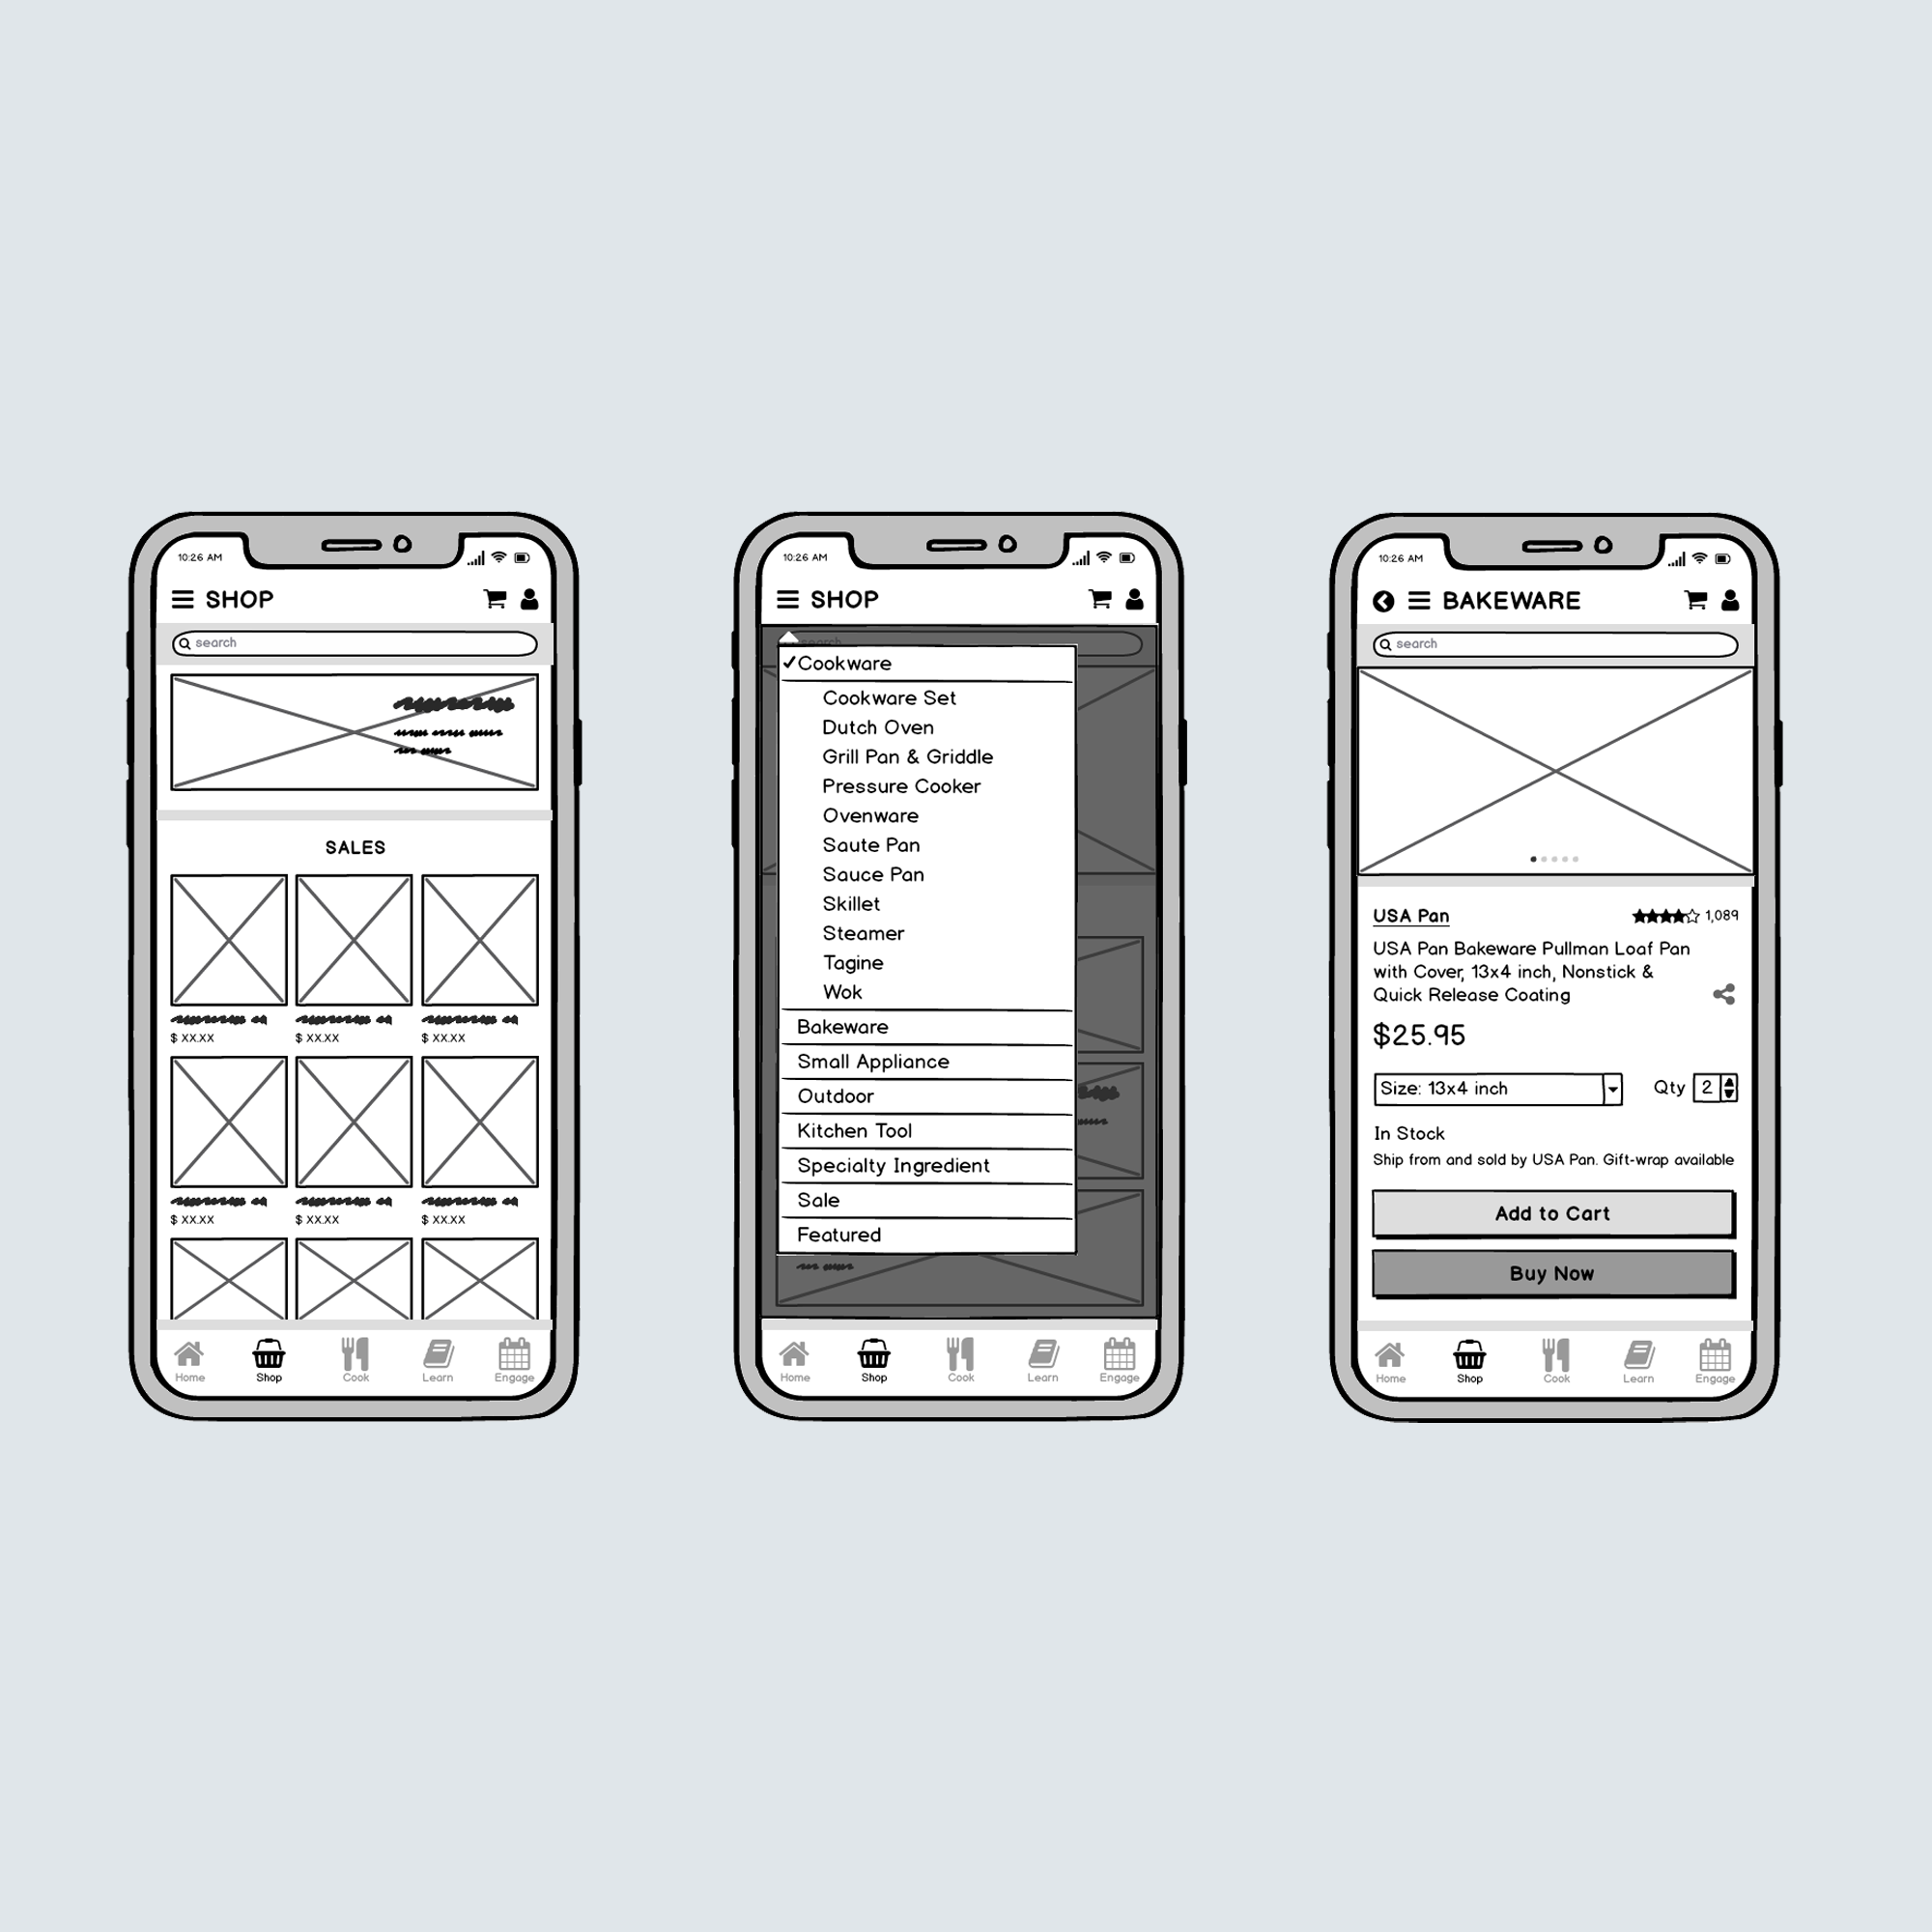 10:26 AM
SHOP
search
SALES
$ XX.XX
$ XX.XX
$ XX.XX
$ XX.XX
$ XX.XX
$ XX.XX
Home
Shop
Cook
Learn
Engage
10:26 AM
SHOP
search
✓Cookware
Cookware Set
Dutch Oven
Grill Pan & Griddle
Pressure Cooker
Ovenware
Saute Pan
Sauce Pan
Skillet
Steamer
Tagine
Wok
Bakeware
Small Appliance
Outdoor
Kitchen Tool
Specialty Ingredient
Sale
Featured
Home
Shop
Cook
Learn
Engage
10:26 AM
BAKEWARE
search
USA Pan 1,089
USA Pan Bakeware Pullman Loaf Pan
with Cover, 13x4 inch, Nonstick &
Quick Release Coating
$25.95
Size: 13x4 inch Qty 2
In Stock
Ship from and sold by USA Pan. Gift-wrap available
Add to Cart
Buy Now
Home
Shop
Cook
Learn
Engage